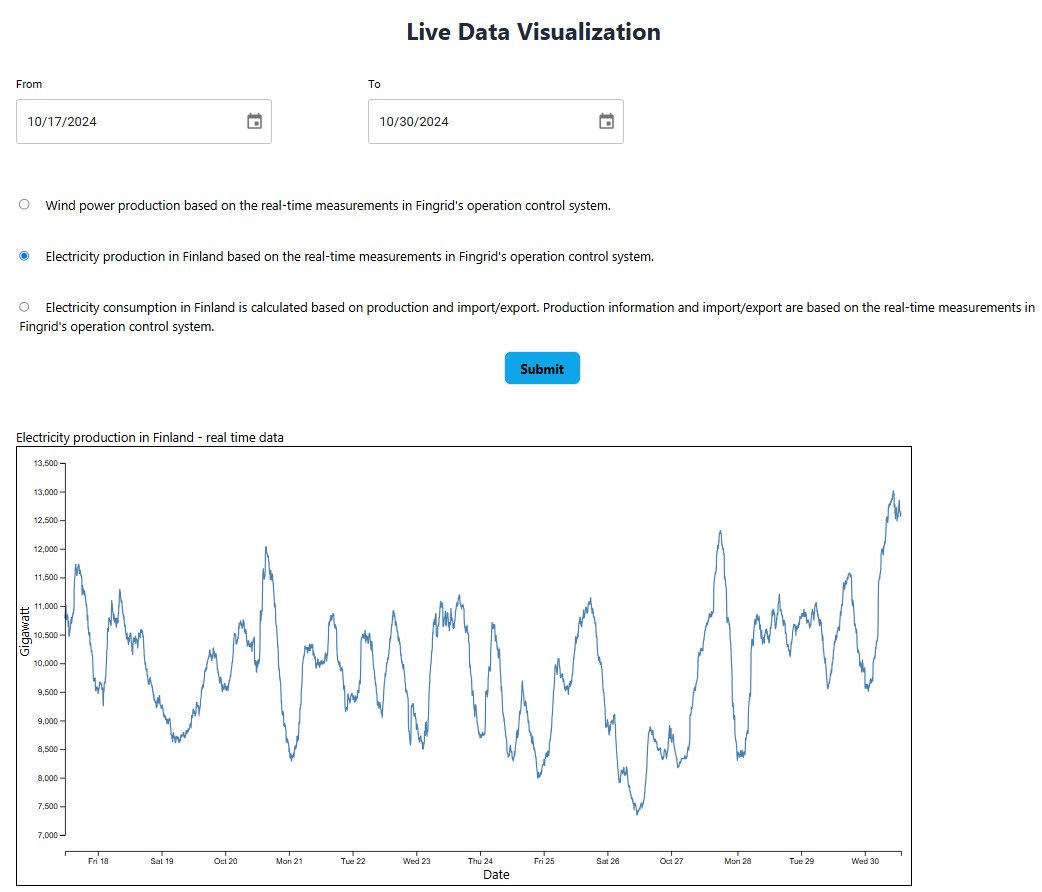 Live Data Visualization
From
To
10/17/2024
10/30/2024
Wind power production based on the real-time measurements in Fingrid's operation control system.
Electricity production in Finland based on the real-time measurements in Fingrid's operation control system.
Electricity consumption in Finland is calculated based on production and import/export. Production information and import/export are based on the real-time measurements in
Fingrid's operation control system.
Submit
Electricity production in Finland - real time data
13,500
13,000
12,500
12,000
11,500
11,000
10,500
10,000
9,500
9,000
8,500
8,000
7,500
7,000
Gigawatt
Fri 18 Sat 19 Oct 20 Mon 21 Tue 22 Wed 23 Thu 24 Fri 25 Sat 26 Oct 27 Mon 28 Tue 29 Wed 30
Date